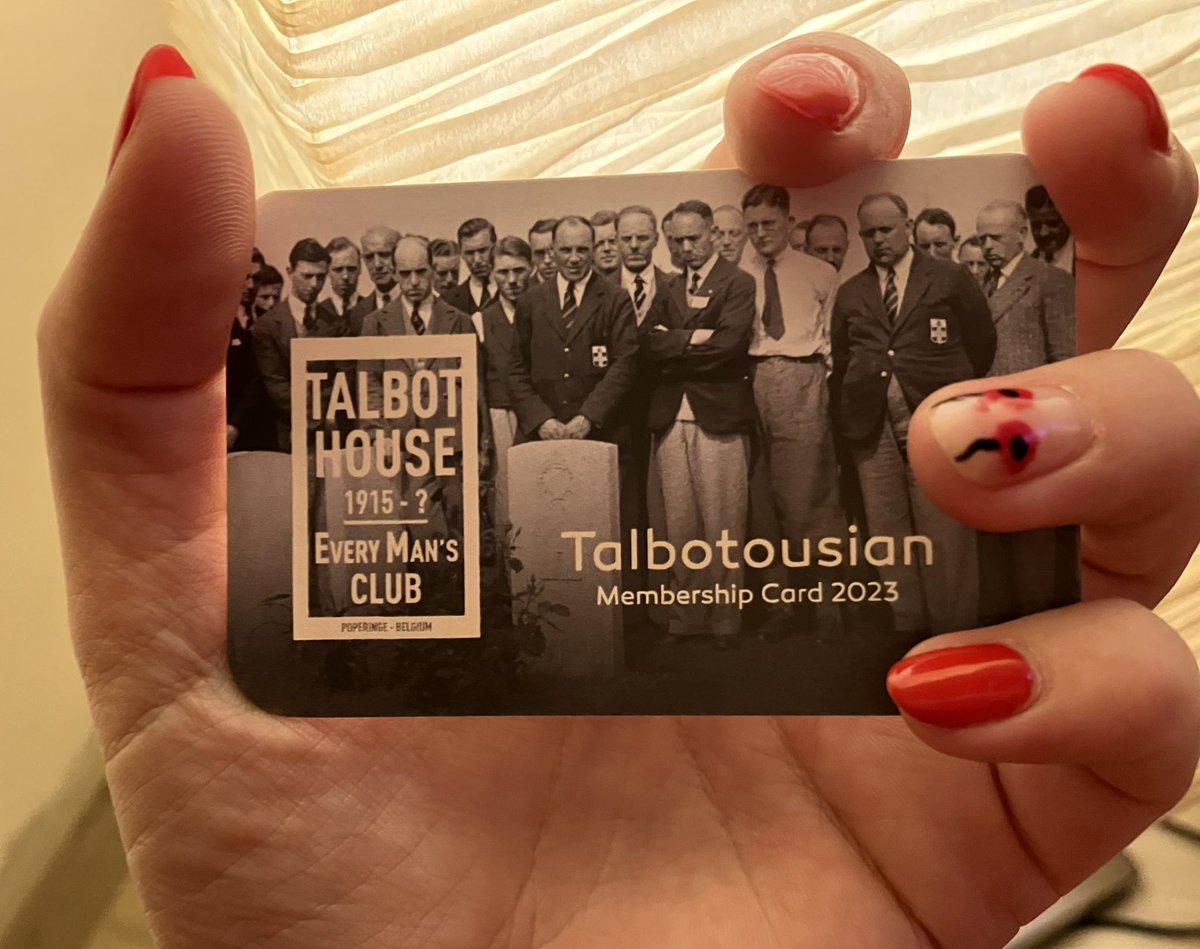 TALBOT
HOUSE
1915 - ?
EVERY MAN'S
CLUB
POPERINGE - BELGIUM
Talbotousian
Membership Card 2023